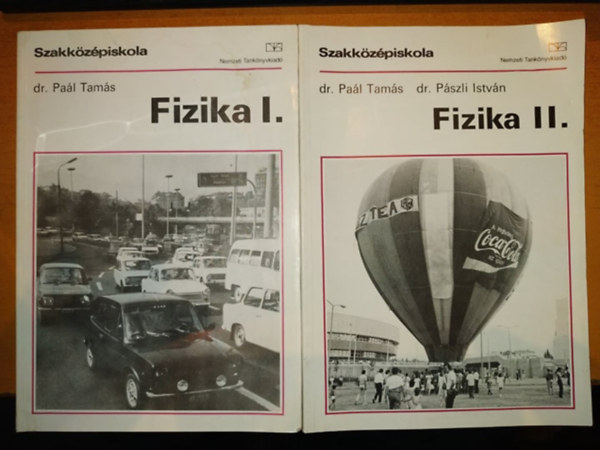 Szakközépiskola
Nemzeti Tankönyvkiadó
dr. Paál Tamás
Fizika I.
Szakközépiskola
Nemzeti Tankönyvkiadó
dr. Paál Tamás dr. Pászli István
Fizika II.
Z TEA
Coca-Cola